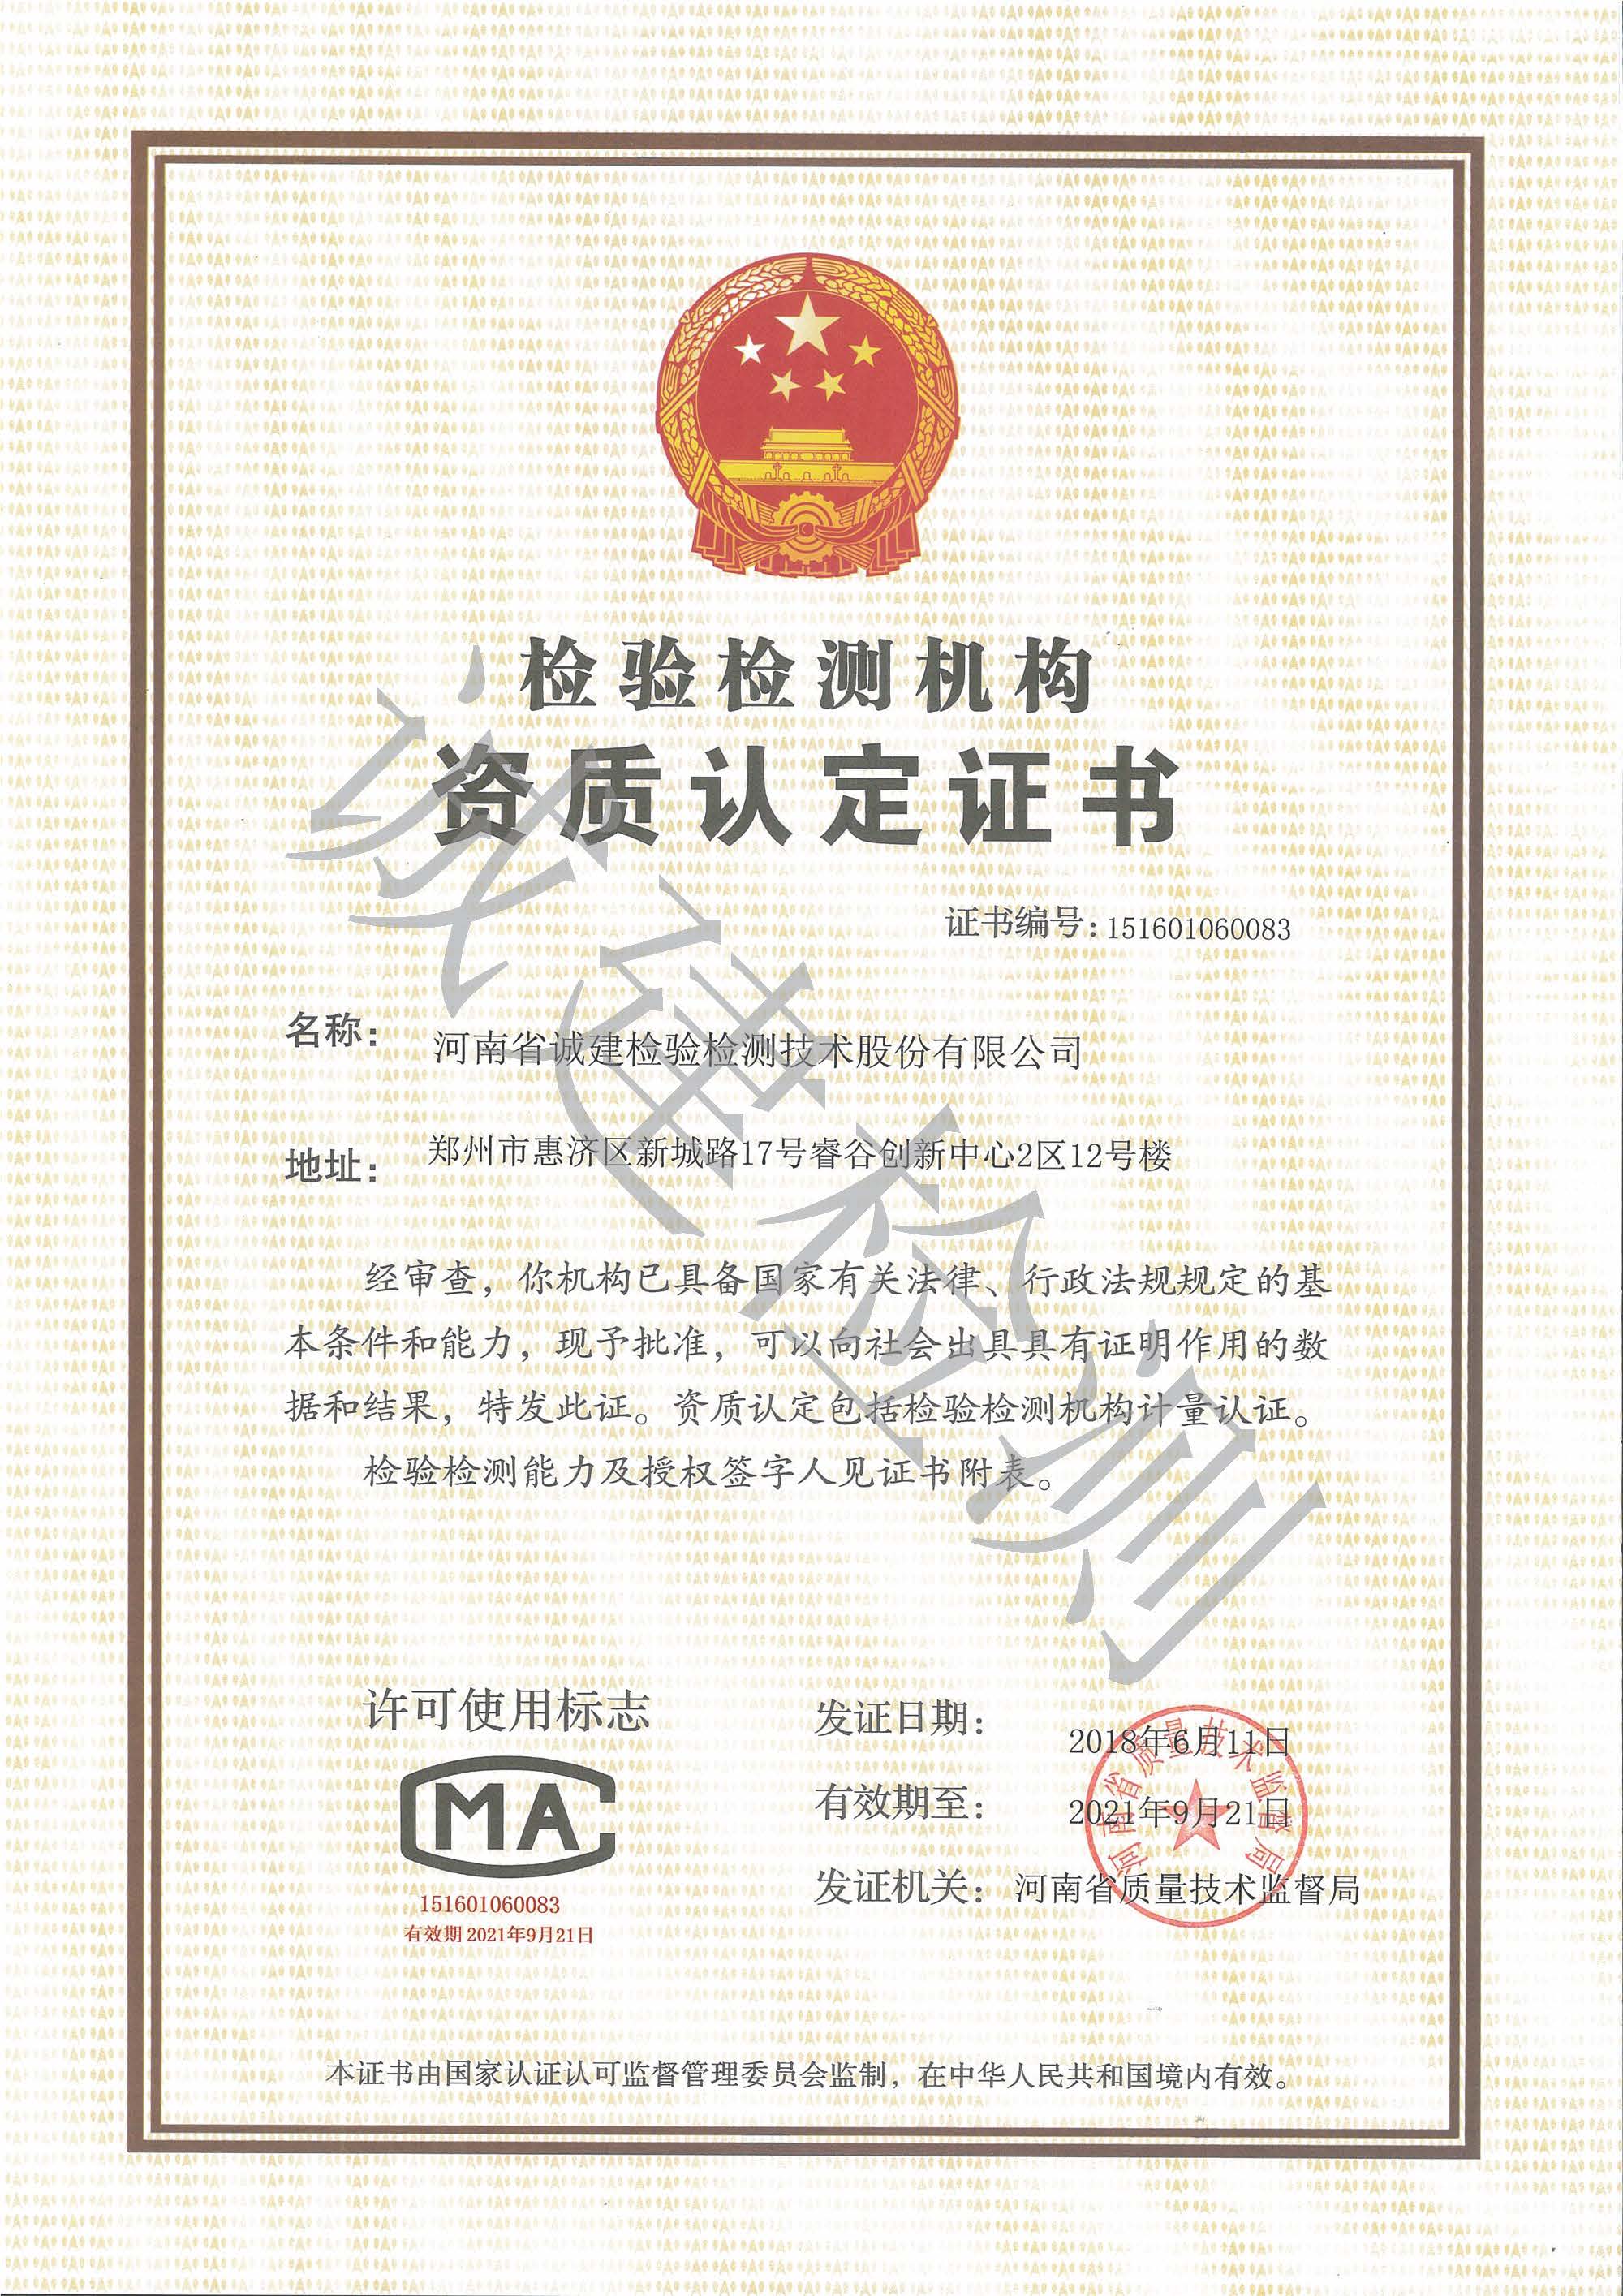 检验检测机构
资质认定证书
证书编号：151601060083
名称：河南省诚建检验检测技术股份有限公司
地址：郑州市惠济区新城路17号睿谷创新中心2区12号楼
经审查，你机构已具备国家有关法律、行政法规规定的基
本条件和能力，现予批准，可以向社会出具具有证明作用的数
据和结果，特发此证。资质认定包括检验检测机构计量认证。
检验检测能力及授权签字人见证书附表。
诚建检测
许可使用标志
MA
151601060083
有效期2021年9月21日
发证日期：2018年6月11日
有效期至：2021年9月21日
发证机关：河南省质量技术监督局
河南省质量技术监督局
本证书由国家认证认可监督管理委员会监制，在中华人民共和国境内有效。